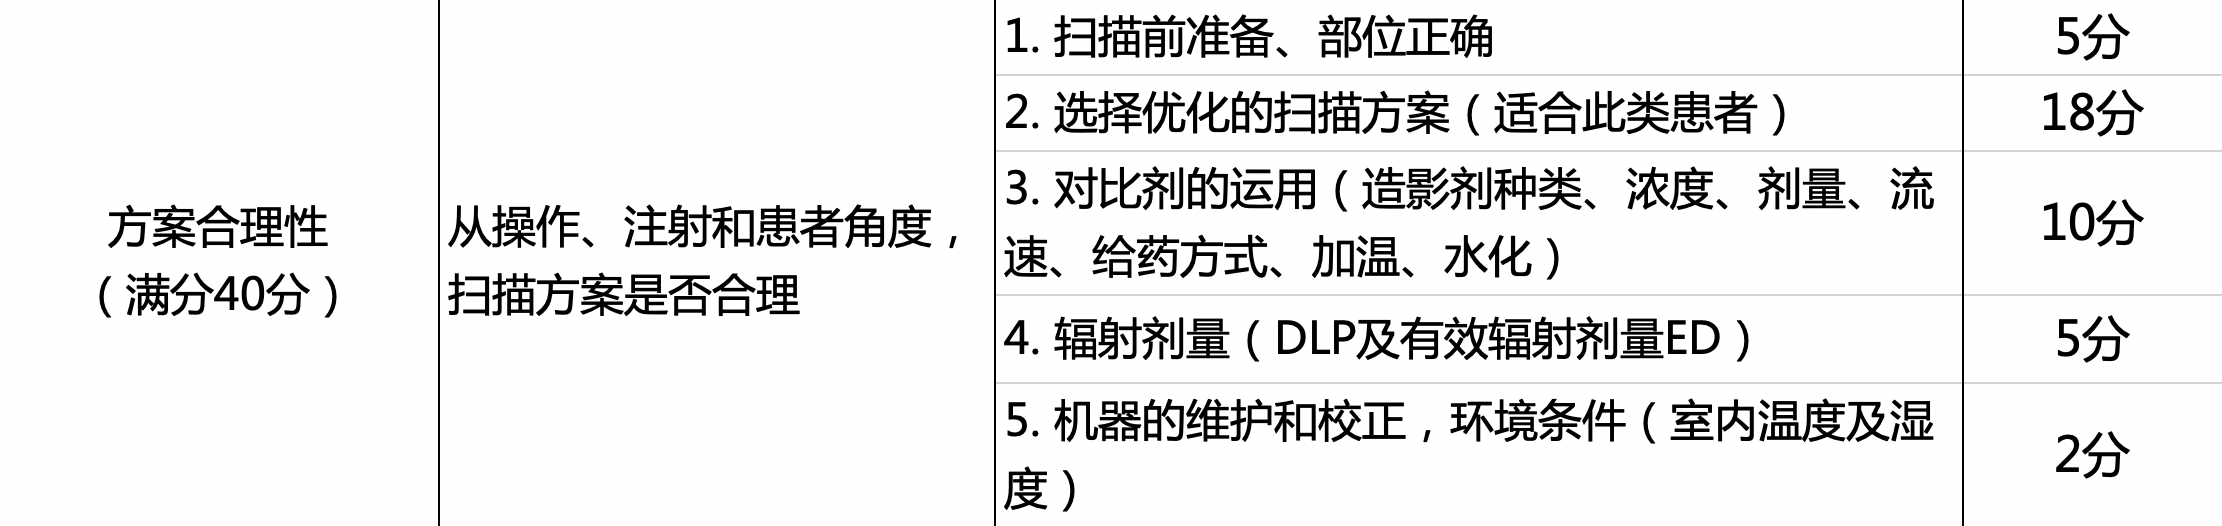 方案合理性
（满分40分）
从操作、注射和患者角度，
扫描方案是否合理
1. 扫描前准备、部位正确
5分
2. 选择优化的扫描方案（适合此类患者）
18分
3. 对比剂的运用（造影剂种类、浓度、剂量、流
速、给药方式、加温、水化）
10分
4. 辐射剂量（DLP及有效辐射剂量ED）
5分
5. 机器的维护和校正，环境条件（室内温度及湿
度）
2分